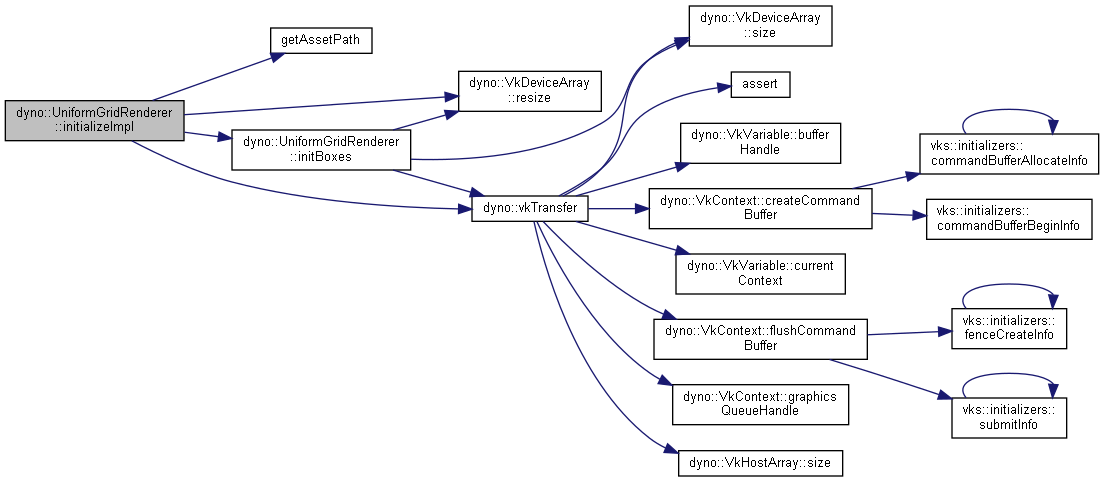 dyno::UniformGridRenderer
::initializeImpl
getAssetPath
dyno::VkDeviceArray
::resize
dyno::UniformGridRenderer
::initBoxes
dyno::vkTransfer
dyno::VkDeviceArray
::size
assert
dyno::VkVariable::buffer
Handle
dyno::VkContext::createCommand
Buffer
dyno::VkVariable::current
Context
dyno::VkContext::flushCommand
Buffer
dyno::VkContext::graphics
QueueHandle
dyno::VkHostArray::size
vks::initializers::
commandBufferAllocateInfo
vks::initializers::
commandBufferBeginInfo
vks::initializers::
fenceCreateInfo
vks::initializers::
submitInfo